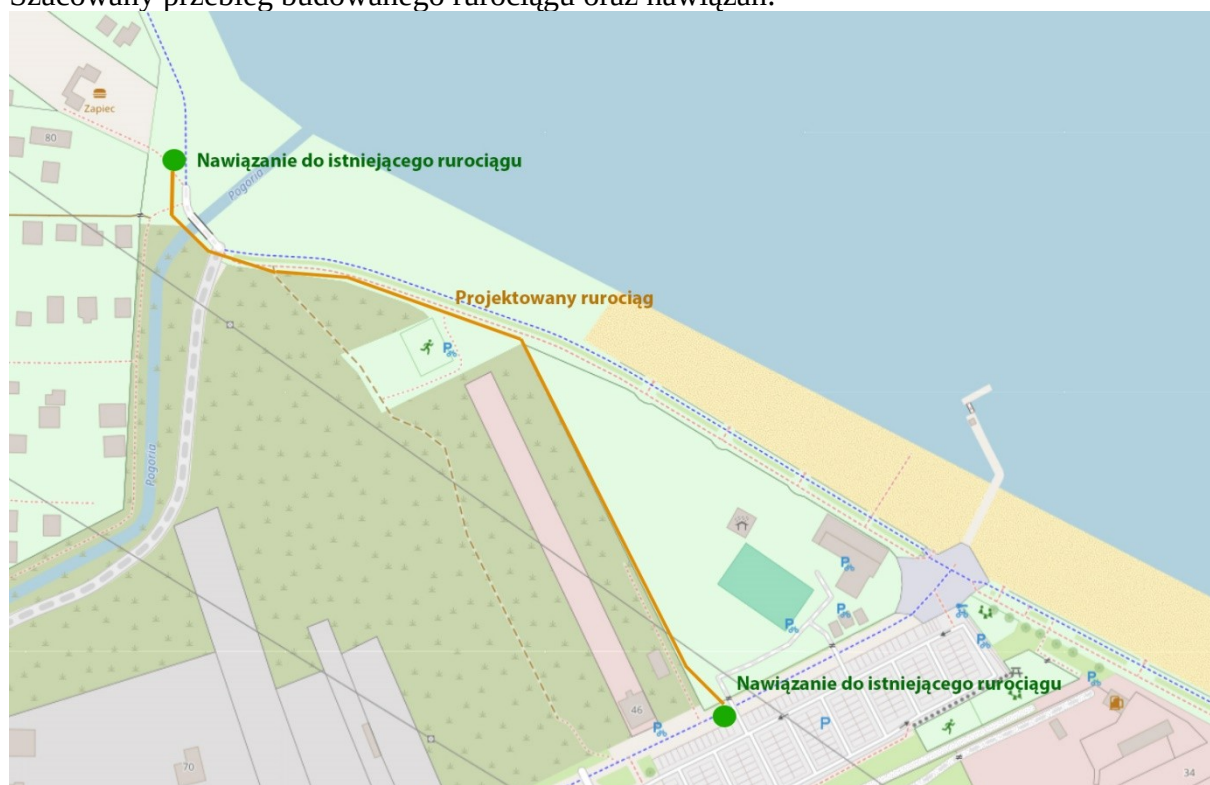 Szacowany przebieg budowanego rurociągu oraz nawiązań:
Zapiec
80
Nawiązanie do istniejącego rurociągu
Pogoria
Projektowany rurociąg
P
Pogoria
P
P
P
P
P
Nawiązanie do istniejącego rurociągu
P
46
P
P
70
34